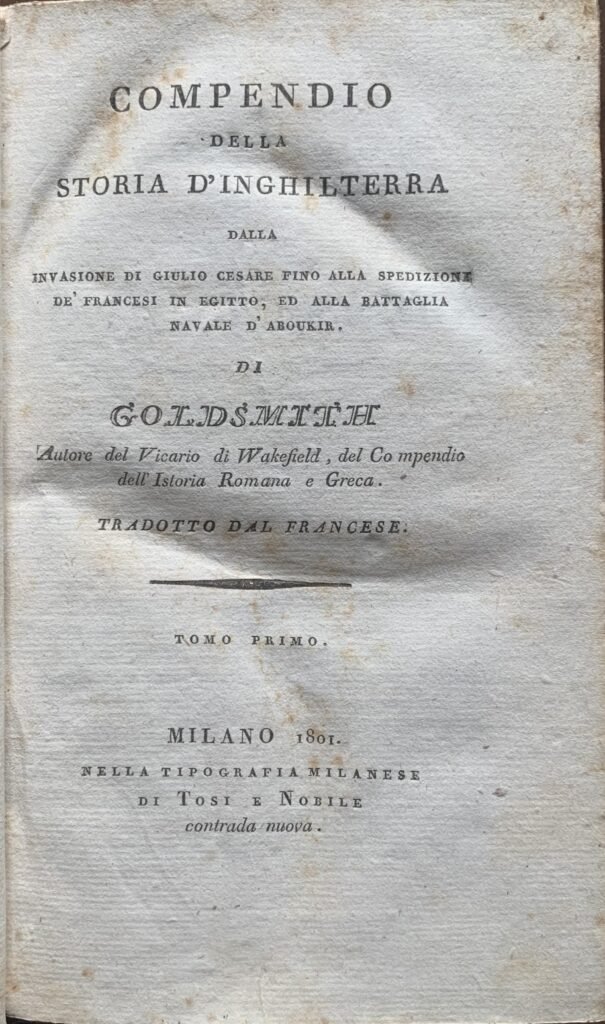 COMPENDIO
DELLA
STORIA D'INGHILTERRA
DALLA
INVASIONE DI GIULIO CESARE FINO ALLA SPEDIZIONE
DE' FRANCESI IN EGITTO, ED ALLA BATTAGLIA
NAVALE D'ABOUKIR.
DI
GOLDSMITH
Autore del Vicario di Wakefield, del Co mpendio
dell' Istoria Romana e Greca.
TRADOTTO DAL FRANCESE.
TOMO PRIMO.
MILANO 1801.
NELLA TIPOGRAFIA MILANESE
DI TOSI E NOBILE
contrada nuova.